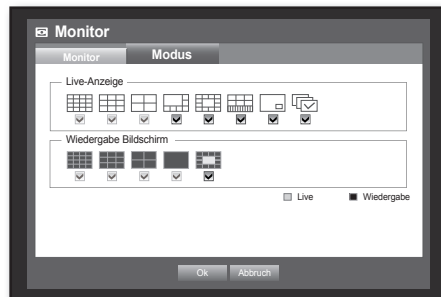 Monitor
Monitor Modus
Live-Anzeige
Wiedergabe Bildschirm
Live Wiedergabe
Ok Abbruch